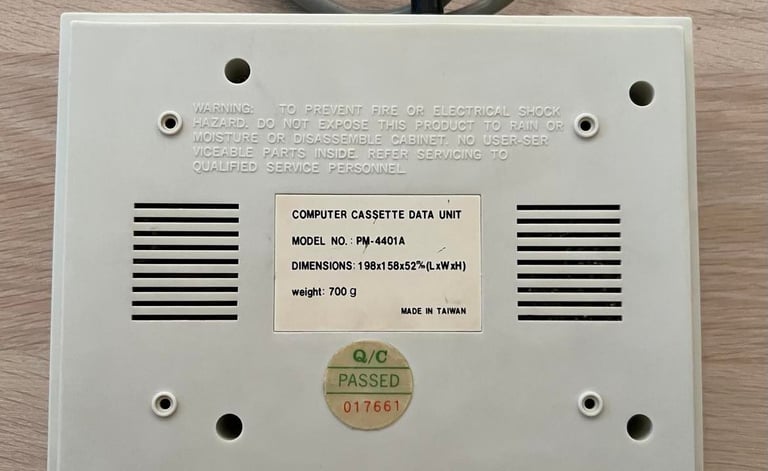 WARNING: TO PREVENT FIRE OR ELECTRICAL SHOCK
HAZARD. DO NOT EXPOSE THIS PRODUCT TO RAIN OR
MOISTURE OR DISASSEMBLE CABINET. NO USER-SER
VICEABLE PARTS INSIDE. REFER SERVICING TO
QUALIFIED SERVICE PERSONNEL.
COMPUTER CASSETTE DATA UNIT
MODEL NO.: PM-4401A
DIMENSIONS: 198x158x52㎜(LxWxH)
weight: 700 g
MADE IN TAIWAN
Q/C
PASSED
017661